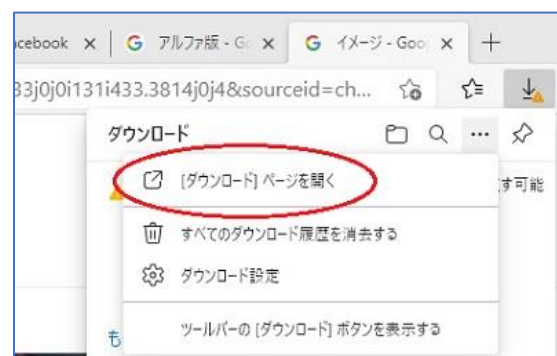 acebook × G アルファ版 - G × G イメージ - Goo × +
33j0j0i131i433.3814j0j4&sourceid=ch...
ダウンロード
[ダウンロード] ページを開く
す可能
すべてのダウンロード履歴を消去する
ダウンロード設定
ツールバーの [ダウンロード] ボタンを表示する
も